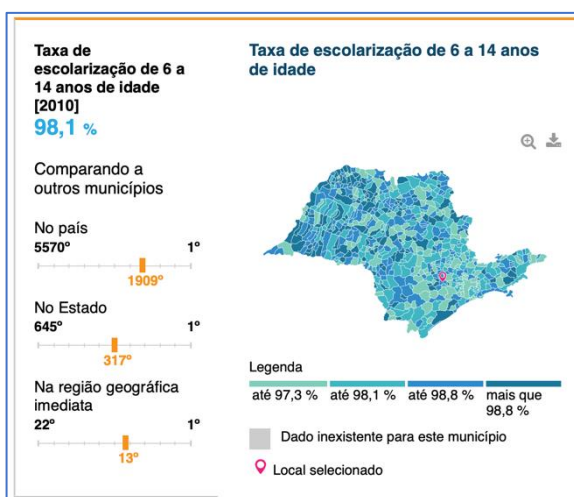 Taxa de
escolarização de 6 a
14 anos de idade
[2010]
98,1 %
Comparando a
outros municípios
No país
5570º 1º
1909º
No Estado
645º 1º
317º
Na região geográfica
imediata
22º 1º
13º
Taxa de escolarização de 6 a 14 anos
de idade
Legenda
até 97,3 % até 98,1 % até 98,8 % mais que
98,8 %
Dado inexistente para este município
Local selecionado